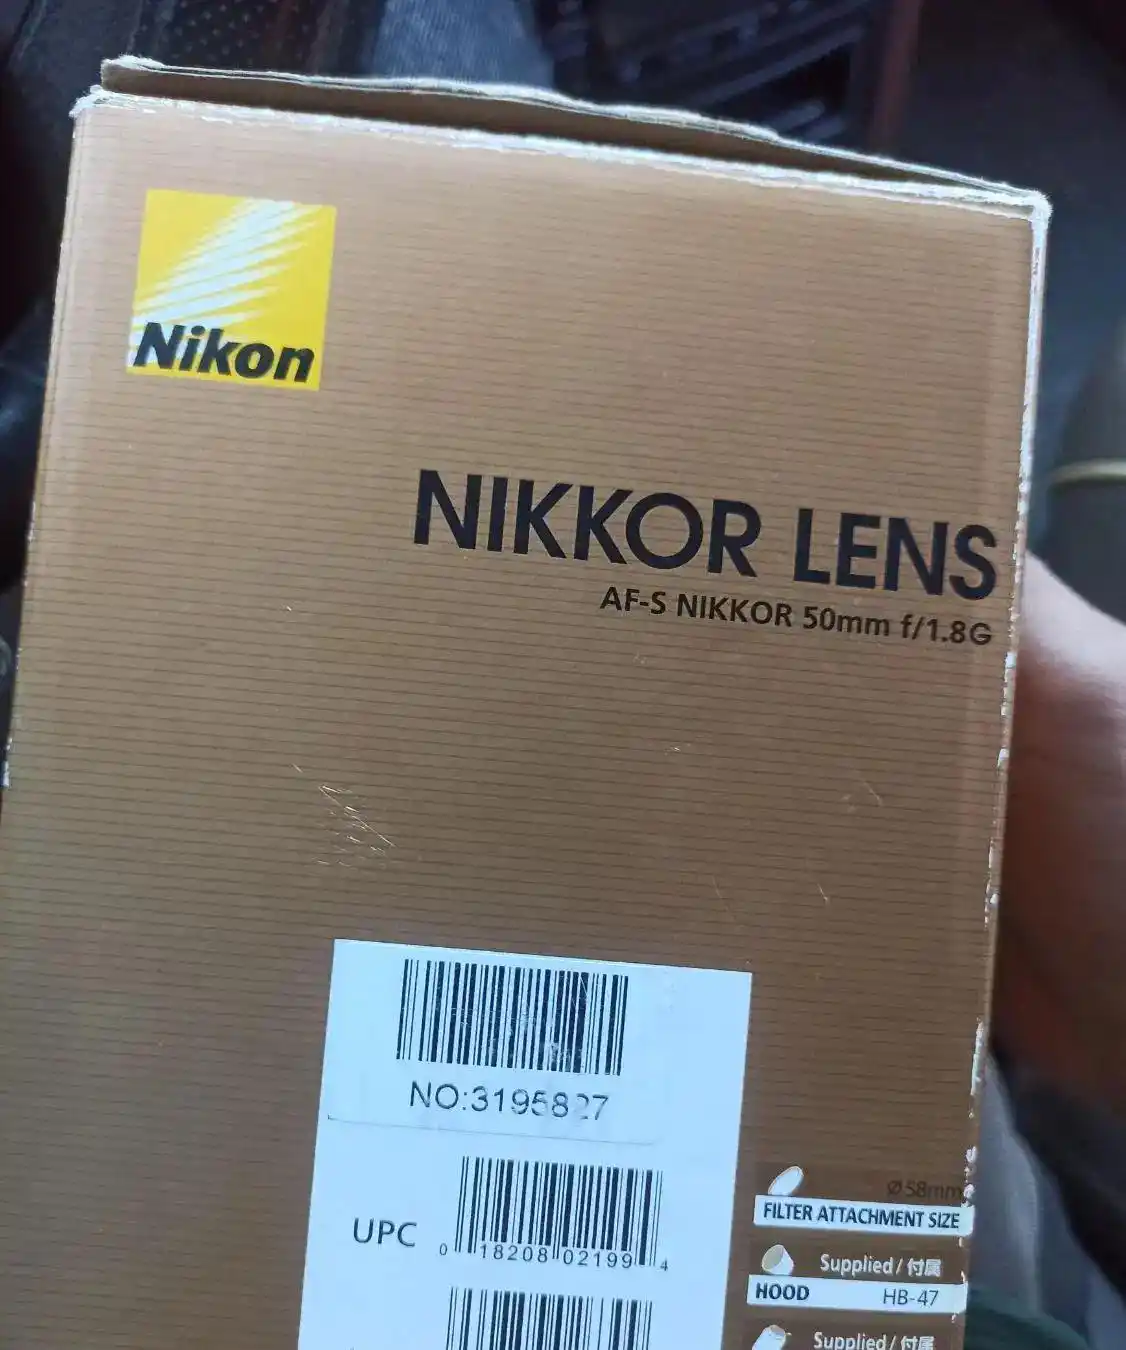 Nikon
NIKKOR LENS
AF-S NIKKOR 50mm f/1.8G
NO:3195827
UPC
0 18208 02199 4
Ø58mm
FILTER ATTACHMENT SIZE
Supplied / 付属
HOOD HB-47
Supplied / 付属